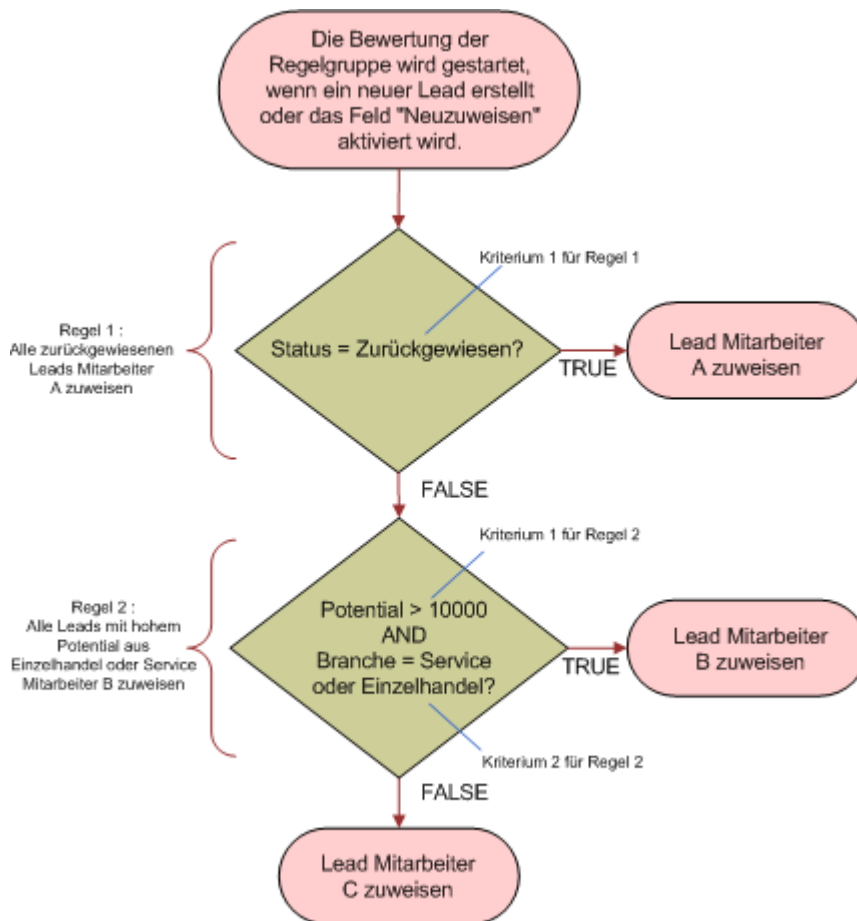 Die Bewertung der
Regelgruppe wird gestartet,
wenn ein neuer Lead erstellt
oder das Feld "Neuzuweisen"
aktiviert wird.
Kriterium 1 für Regel 1
Regel 1 :
Alle zurückgewiesenen
Leads Mitarbeiter
A zuweisen
Status = Zurückgewiesen?
TRUE
Lead Mitarbeiter
A zuweisen
FALSE
Kriterium 1 für Regel 2
Regel 2 :
Alle Leads mit hohem
Potential aus
Einzelhandel oder Service
Mitarbeiter B zuweisen
Potential > 10000
AND
Branche = Service
oder Einzelhandel?
TRUE
Lead Mitarbeiter
B zuweisen
Kriterium 2 für Regel 2
FALSE
Lead Mitarbeiter
C zuweisen